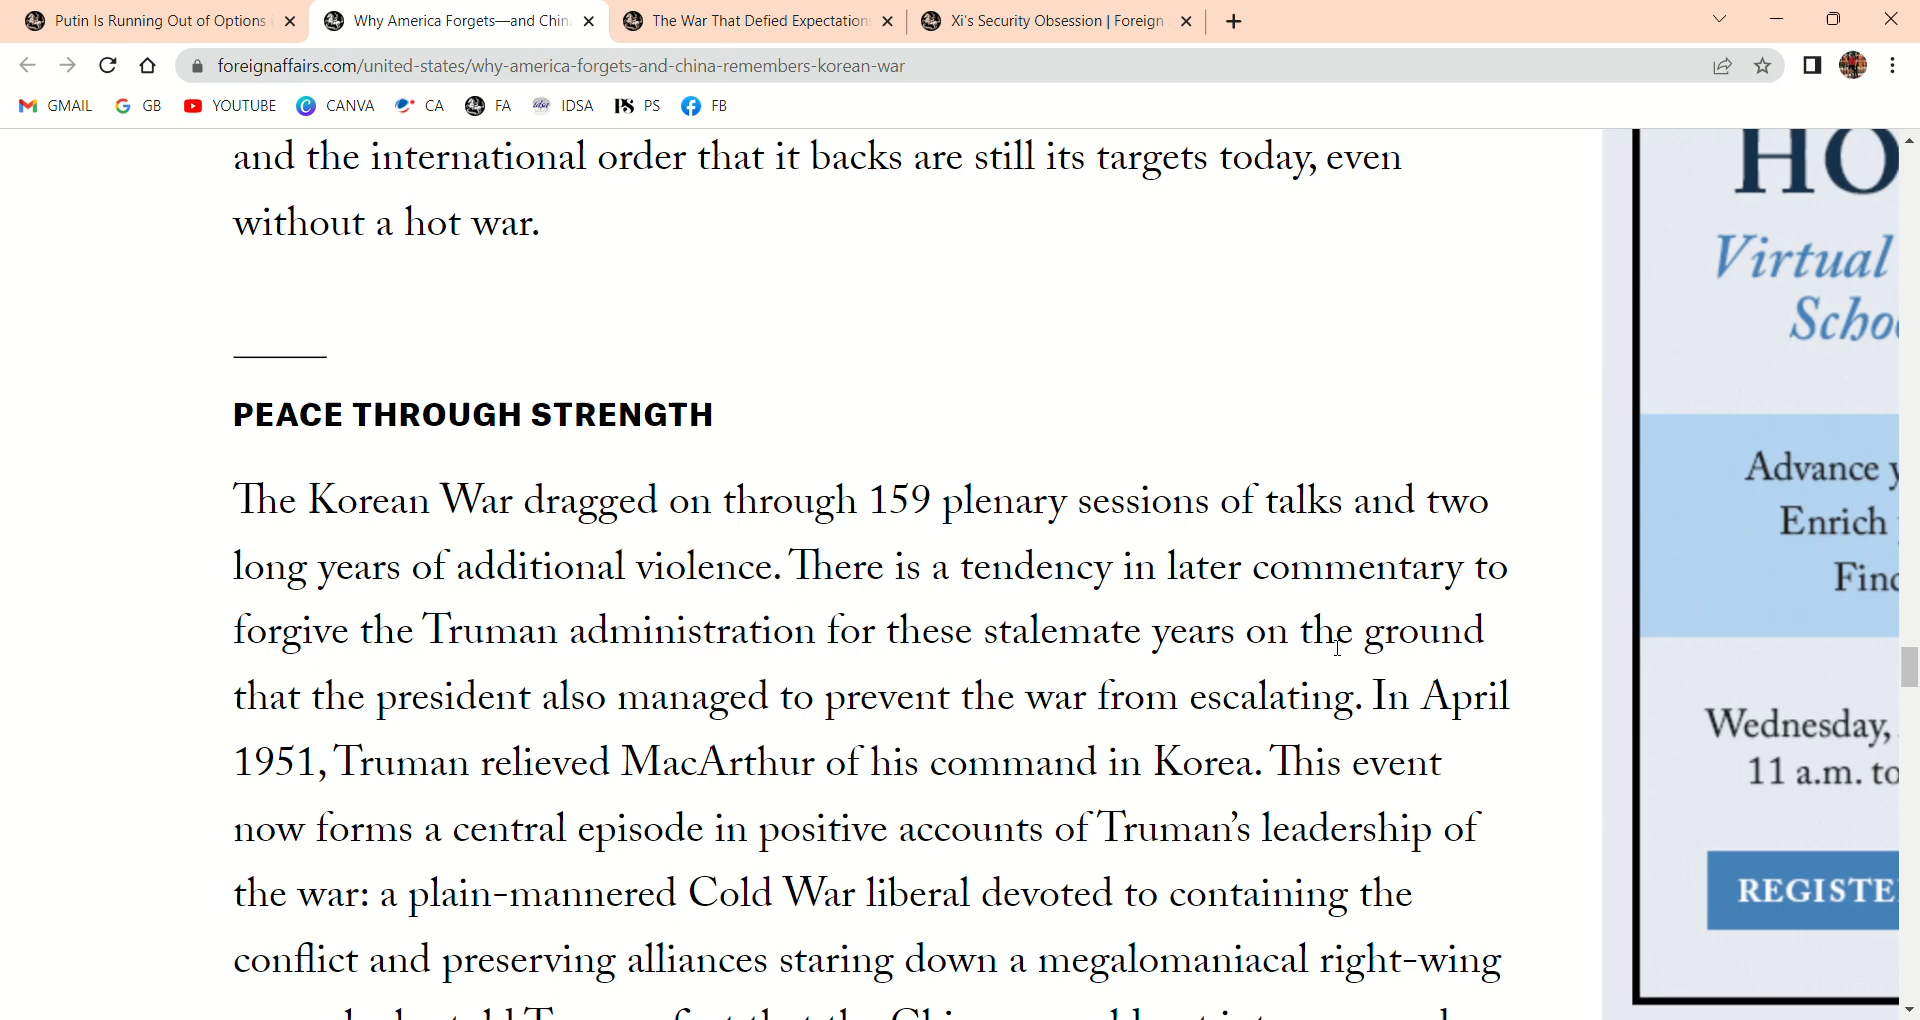 Putin Is Running Out of Options
Why America Forgets—and Chin
The War That Defied Expectation
Xi's Security Obsession | Foreign
foreignaffairs.com/united-states/why-america-forgets-and-china-remembers-korean-war
GMAIL
GB
YOUTUBE
CANVA
CA
FA
IDSA
PS
FB
and the international order that it backs are still its targets today, even
without a hot war.
PEACE THROUGH STRENGTH
The Korean War dragged on through 159 plenary sessions of talks and two
long years of additional violence. There is a tendency in later commentary to
forgive the Truman administration for these stalemate years on the ground
that the president also managed to prevent the war from escalating. In April
1951, Truman relieved MacArthur of his command in Korea. This event
now forms a central episode in positive accounts of Truman's leadership of
the war: a plain-mannered Cold War liberal devoted to containing the
conflict and preserving alliances staring down a megalomaniacal right-wing
HO
Virtual
Scho
Advance y
Enrich
Find
Wednesday,
11 a.m. to
REGISTE